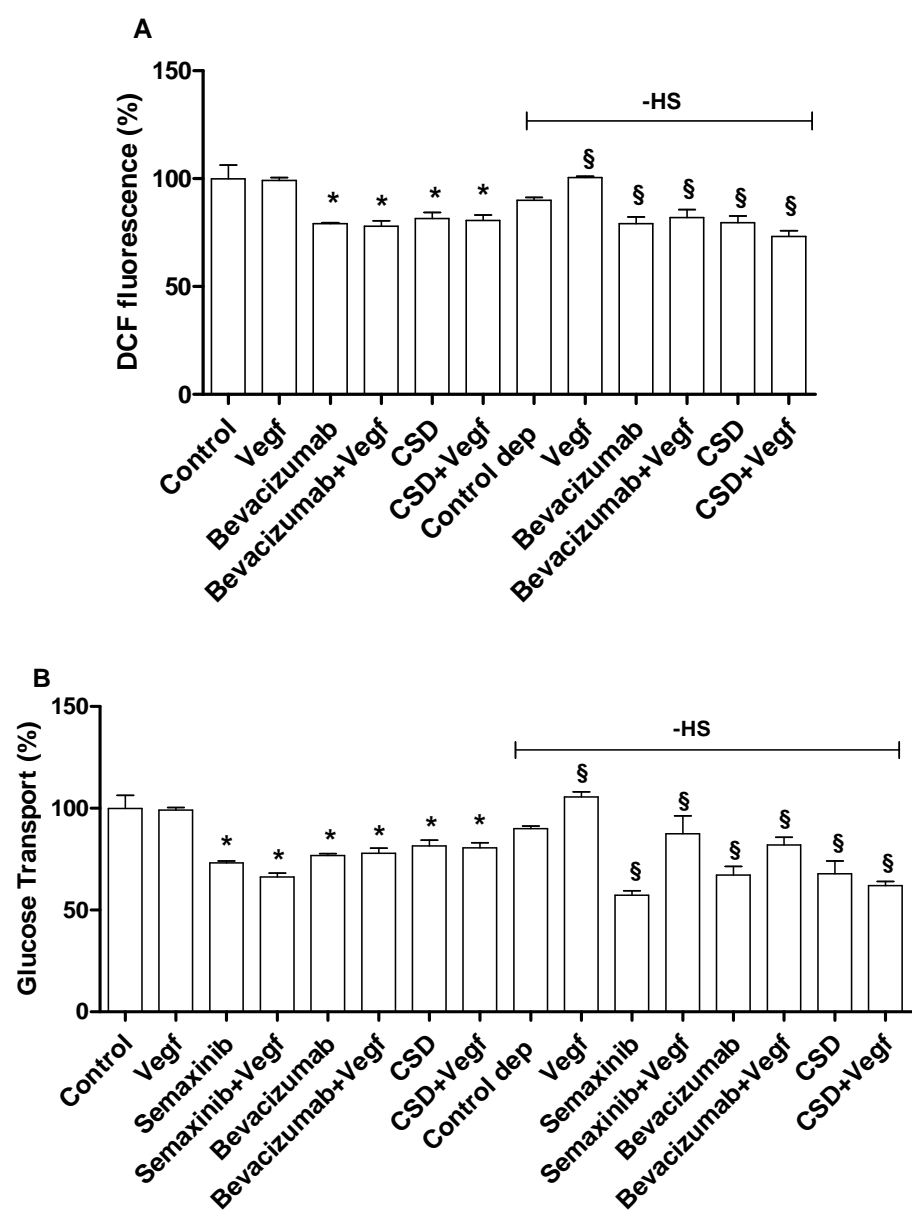 A
150
100
50
0
DCF fluorescence (%)
-HS
* * * * § § § § § §
Control
Vegf
Bevacizumab
Bevacizumab+Vegf
CSD
CSD+Vegf
Control dep
Vegf
Bevacizumab
Bevacizumab+Vegf
CSD
CSD+Vegf
B
150
100
50
0
Glucose Transport (%)
-HS
* * * * * * § § § § § § §
Control
Vegf
Semaxinib
Semaxinib+Vegf
Bevacizumab
Bevacizumab+Vegf
CSD
CSD+Vegf
Control dep
Vegf
Semaxinib
Semaxinib+Vegf
Bevacizumab
Bevacizumab+Vegf
CSD
CSD+Vegf